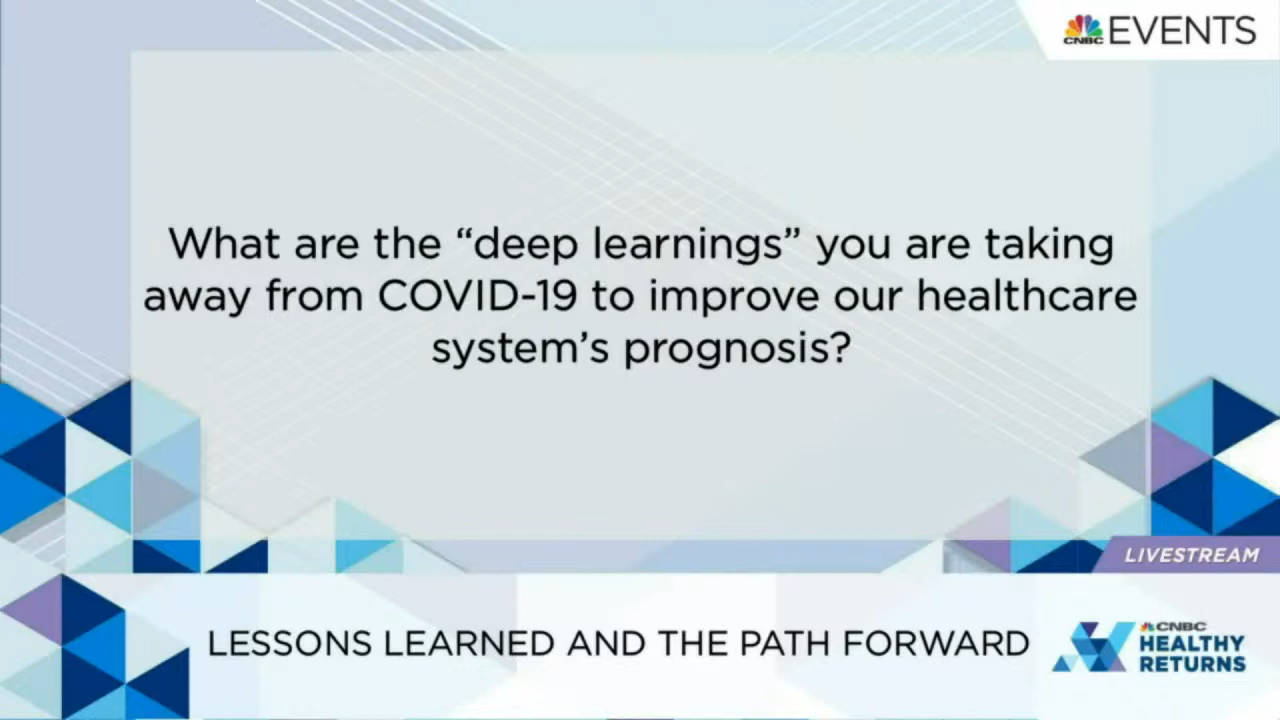 CNBC EVENTS
What are the “deep learnings” you are taking
away from COVID-19 to improve our healthcare
system’s prognosis?
LIVESTREAM
LESSONS LEARNED AND THE PATH FORWARD
CNBC
HEALTHY
RETURNS